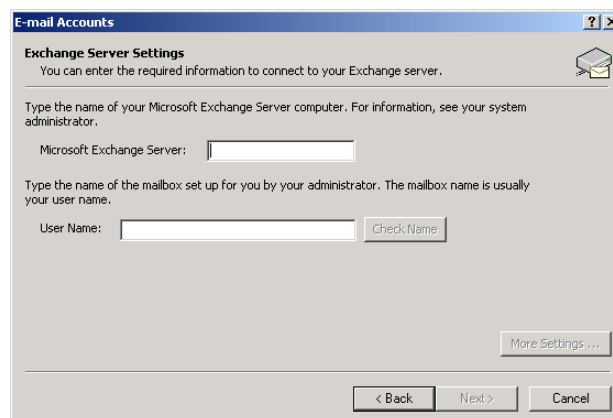 E-mail Accounts
Exchange Server Settings
You can enter the required information to connect to your Exchange server.
Type the name of your Microsoft Exchange Server computer. For information, see your system
administrator.
Microsoft Exchange Server:
Type the name of the mailbox set up for you by your administrator. The mailbox name is usually
your user name.
User Name:
Check Name
More Settings ...
< Back
Next >
Cancel